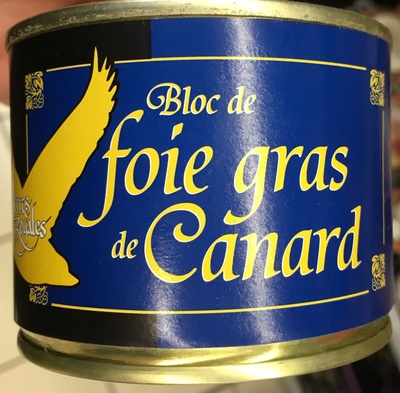 Bloc de
foie gras
de Canard